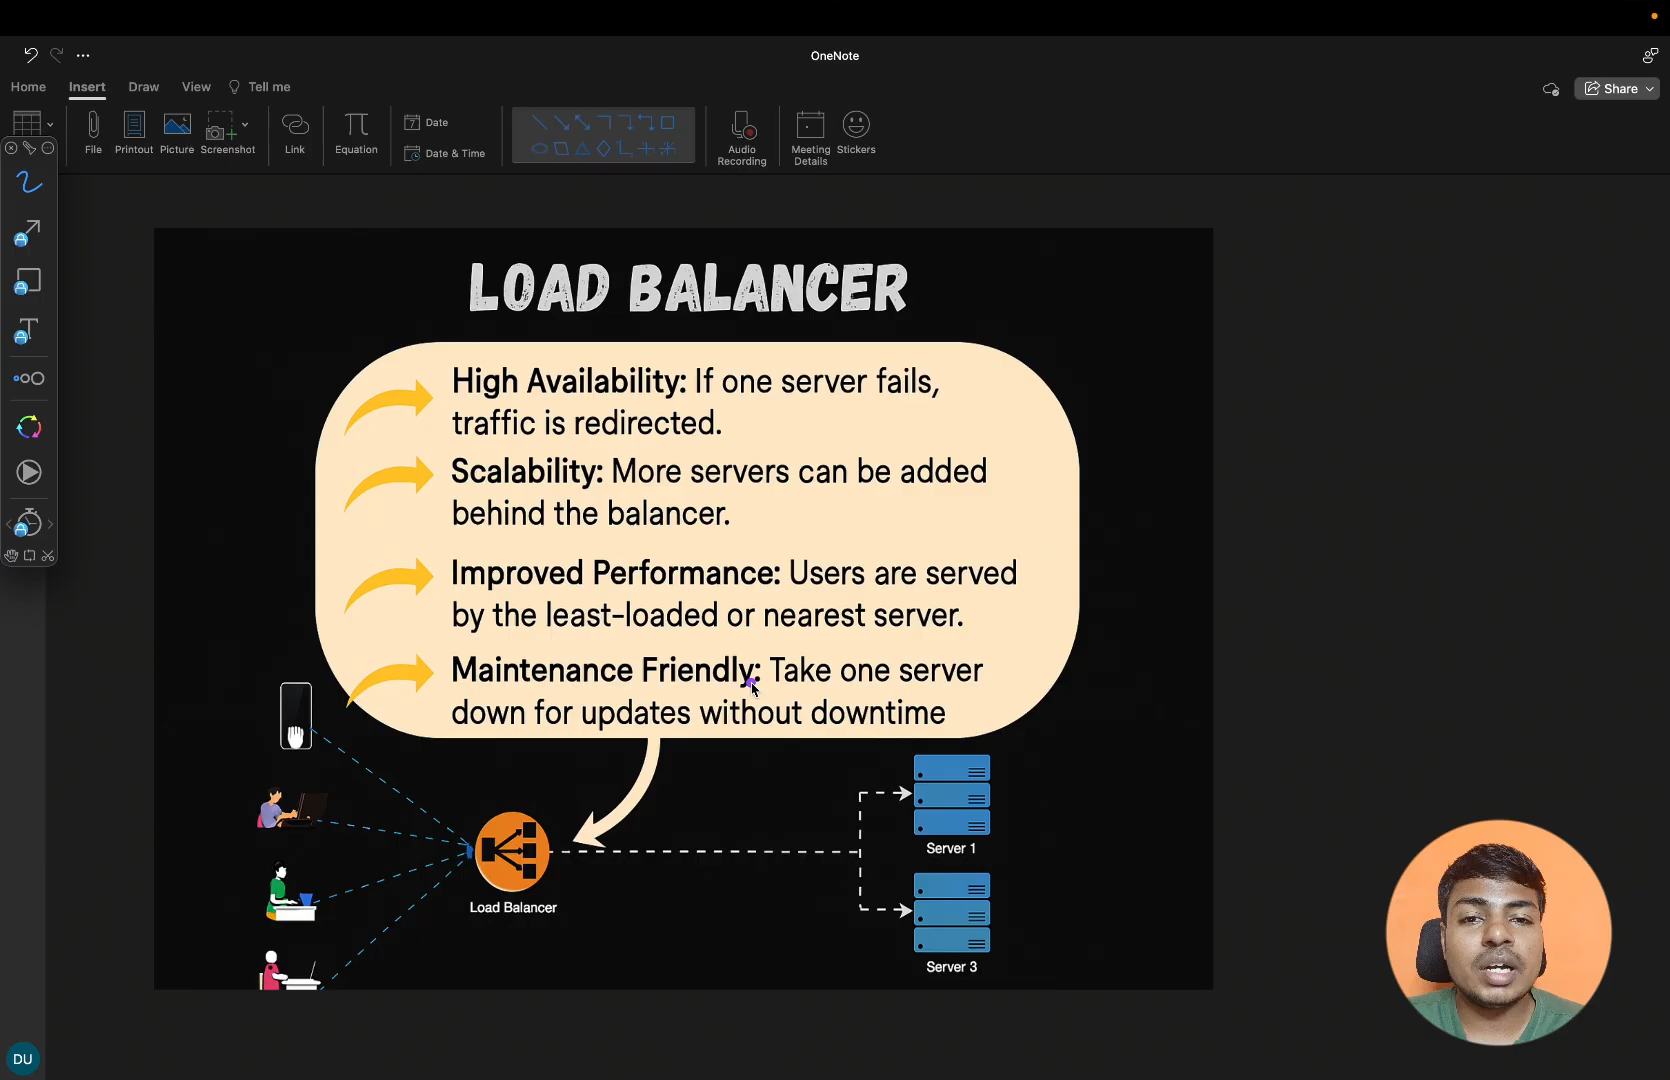 OneNote
Home Insert Draw View Tell me
Share
File Printout Picture Screenshot Link Equation
Date
Date & Time
Audio Recording
Meeting Details
Stickers
LOAD BALANCER
High Availability: If one server fails,
traffic is redirected.
Scalability: More servers can be added
behind the balancer.
Improved Performance: Users are served
by the least-loaded or nearest server.
Maintenance Friendly: Take one server
down for updates without downtime
Server 1
Load Balancer
Server 3
DU